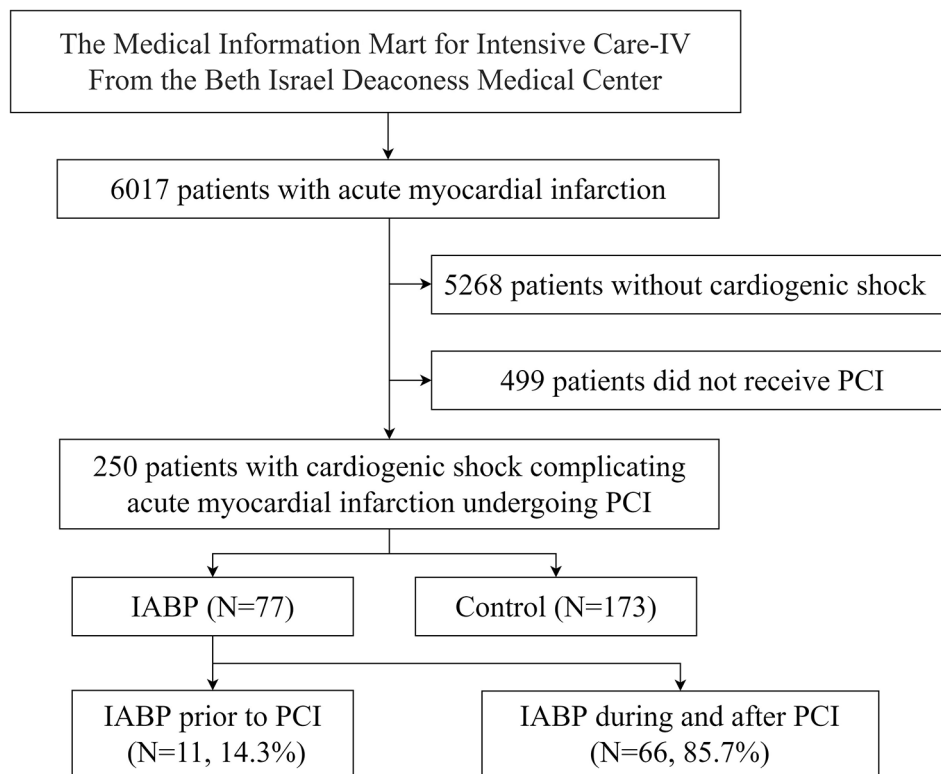 The Medical Information Mart for Intensive Care-IV
From the Beth Israel Deaconess Medical Center
6017 patients with acute myocardial infarction
5268 patients without cardiogenic shock
499 patients did not receive PCI
250 patients with cardiogenic shock complicating
acute myocardial infarction undergoing PCI
IABP (N=77)
Control (N=173)
IABP prior to PCI
(N=11, 14.3%)
IABP during and after PCI
(N=66, 85.7%)